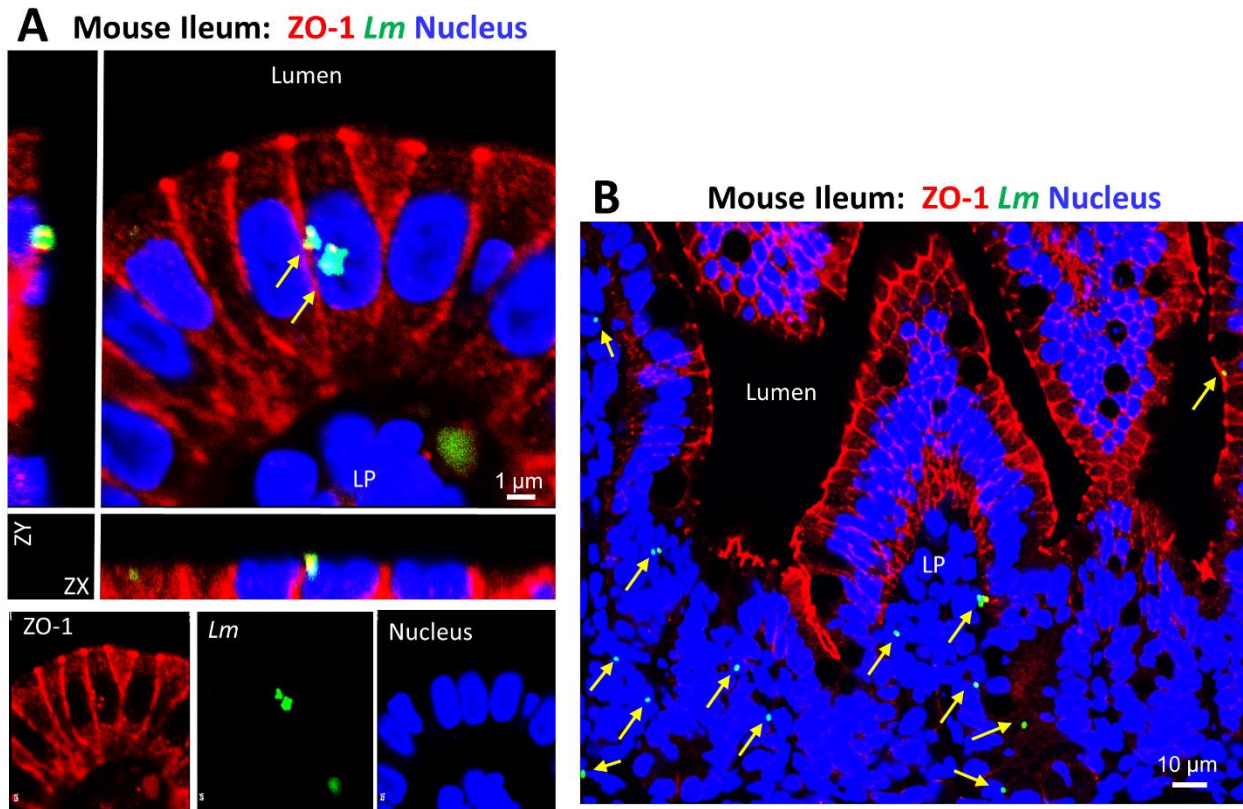 A Mouse Ileum: ZO-1 Lm Nucleus
Lumen
LP
1 µm
ZY
ZX
ZO-1
Lm
Nucleus
B Mouse Ileum: ZO-1 Lm Nucleus
Lumen
LP
10 µm